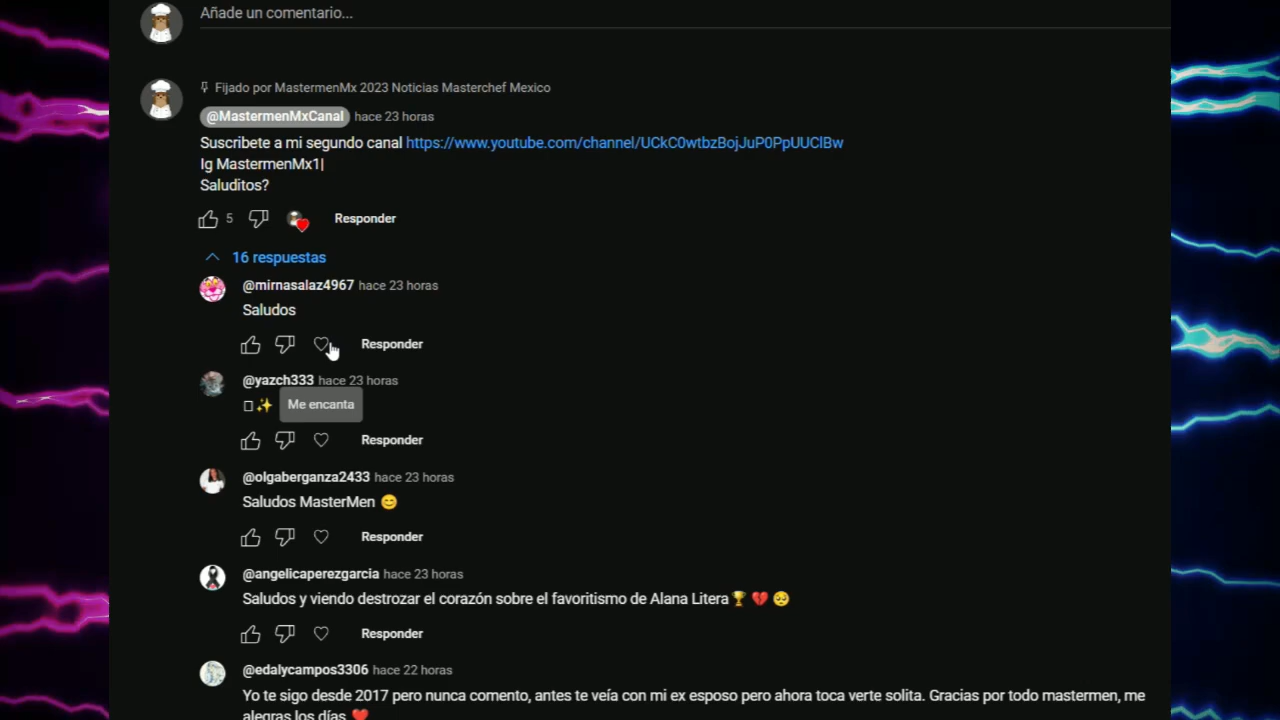 Añade un comentario...
Fijado por MastermenMx 2023 Noticias Masterchef Mexico
@MastermenMxCanal hace 23 horas
Suscribete a mi segundo canal https://www.youtube.com/channel/UCkC0wtbzBojJuP0PpUUClBw
Ig MastermenMx1|
Saluditos?
5 Responder
16 respuestas
@mirnasalaz4967 hace 23 horas
Saludos
Responder
@yazch333 hace 23 horas
✨ Me encanta
Responder
@olgaberganza2433 hace 23 horas
Saludos MasterMen 😊
Responder
@angelicaperezgarcia hace 23 horas
Saludos y viendo destrozar el corazón sobre el favoritismo de Alana Litera🏆 💔 🥺
Responder
@edalycampos3306 hace 22 horas
Yo te sigo desde 2017 pero nunca comento, antes te veía con mi ex esposo pero ahora toca verte solita. Gracias por todo mastermen, me
alegras los días ❤️